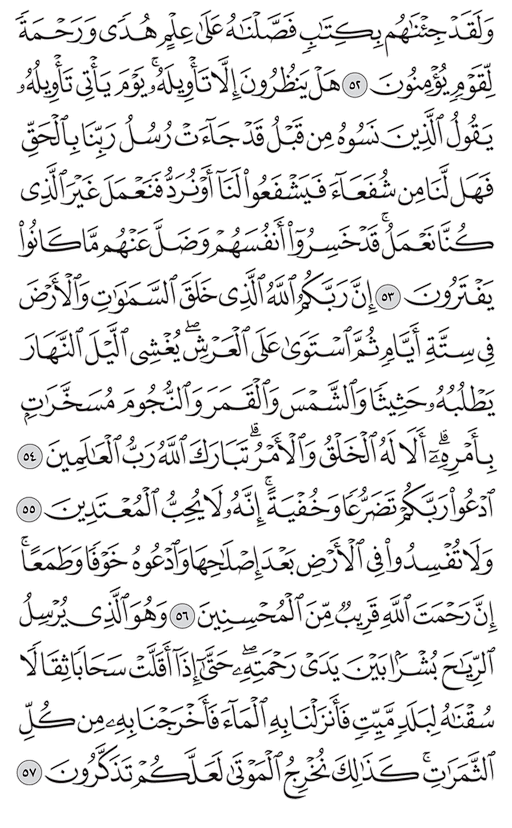 وَلَقَدْ جِئْنَٰهُم بِكِتَٰبٍ فَصَّلْنَٰهُ عَلَىٰ عِلْمٍ هُدًى وَرَحْمَةً
لِّقَوْمٍ يُؤْمِنُونَ ٥٢ هَلْ يَنظُرُونَ إِلَّا تَأْوِيلَهُۥ ۚ يَوْمَ يَأْتِى تَأْوِيلُهُۥ
يَقُولُ ٱلَّذِينَ نَسُوهُ مِن قَبْلُ قَدْ جَآءَتْ رُسُلُ رَبِّنَا بِٱلْحَقِّ
فَهَل لَّنَا مِن شُفَعَآءَ فَيَشْفَعُوا۟ لَنَآ أَوْ نُرَدُّ فَنَعْمَلَ غَيْرَ ٱلَّذِى
كُنَّا نَعْمَلُ ۚ قَدْ خَسِرُوٓا۟ أَنفُسَهُمْ وَضَلَّ عَنْهُم مَّا كَانُوا۟
يَفْتَرُونَ ٥٣ إِنَّ رَبَّكُمُ ٱللَّهُ ٱلَّذِى خَلَقَ ٱلسَّمَٰوَٰتِ وَٱلْأَرْضَ
فِى سِتَّةِ أَيَّامٍ ثُمَّ ٱسْتَوَىٰ عَلَى ٱلْعَرْشِ ۖ يُغْشِى ٱلَّيْلَ ٱلنَّهَارَ
يَطْلُبُهُۥ حَثِيثًا وَٱلشَّمْسَ وَٱلْقَمَرَ وَٱلنُّجُومَ مُسَخَّرَٰتٍۭ
بِأَمْرِهِۦٓ ۗ أَلَا لَهُ ٱلْخَلْقُ وَٱلْأَمْرُ ۗ تَبَارَكَ ٱللَّهُ رَبُّ ٱلْعَٰلَمِينَ ٥٤
ٱدْعُوا۟ رَبَّكُمْ تَضَرُّعًا وَخُفْيَةً ۚ إِنَّهُۥ لَا يُحِبُّ ٱلْمُعْتَدِينَ ٥٥
وَلَا تُفْسِدُوا۟ فِى ٱلْأَرْضِ بَعْدَ إِصْلَٰحِهَا وَٱدْعُوهُ خَوْفًا وَطَمَعًا ۚ
إِنَّ رَحْمَتَ ٱللَّهِ قَرِيبٌ مِّنَ ٱلْمُحْسِنِينَ ٥٦ وَهُوَ ٱلَّذِى يُرْسِلُ
ٱلرِّيَٰحَ بُشْرًۢا بَيْنَ يَدَىْ رَحْمَتِهِۦ ۖ حَتَّىٰٓ إِذَآ أَقَلَّتْ سَحَابًا ثِقَالًا
سُقْنَٰهُ لِبَلَدٍ مَّيِّتٍ فَأَنزَلْنَا بِهِ ٱلْمَآءَ فَأَخْرَجْنَا بِهِۦ مِن كُلِّ
ٱلثَّمَرَٰتِ ۚ كَذَٰلِكَ نُخْرِجُ ٱلْمَوْتَىٰ لَعَلَّكُمْ تَذَكَّرُونَ ٥٧